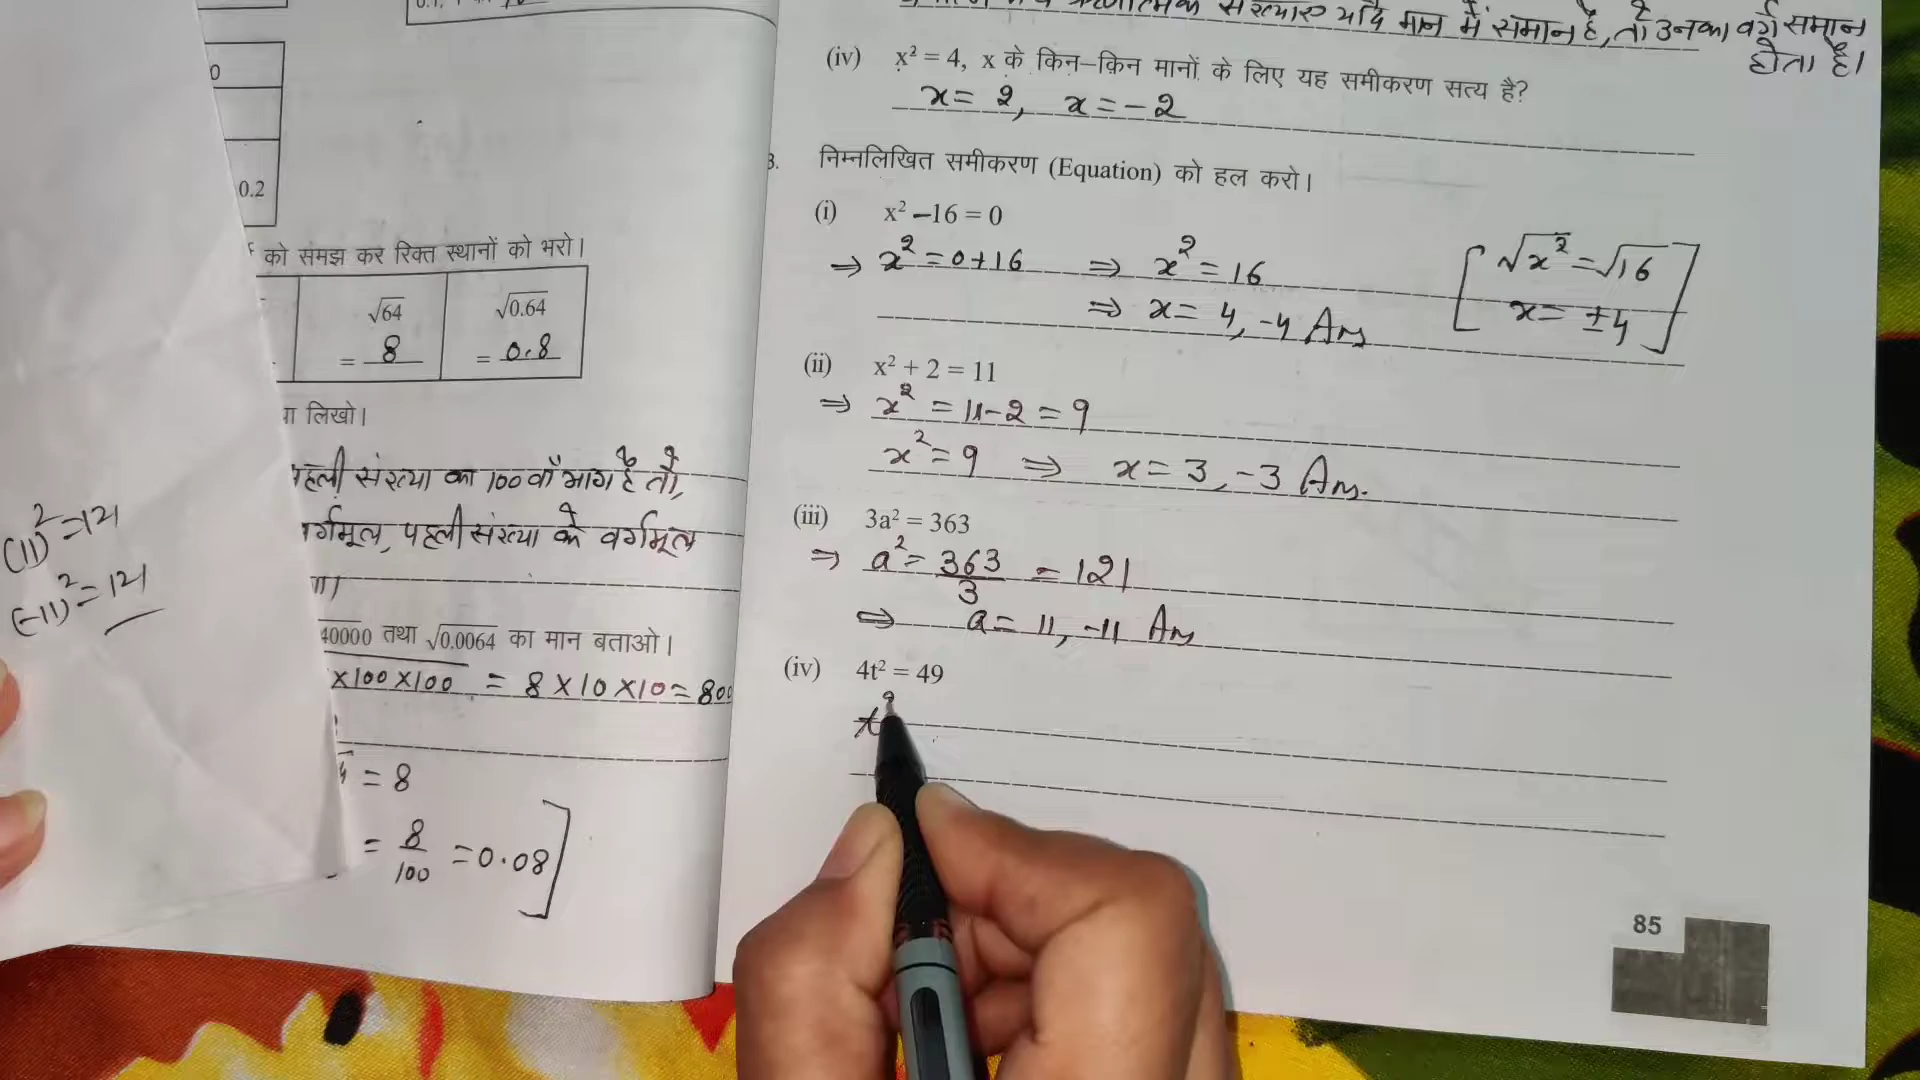 0
0.2
को समझ कर रिक्त स्थानों को भरो।
√64
= 8
√0.64
= 0.8
लिखो।
पहली संख्या का 100 वाँ भाग है तो,
वर्गमूल, पहली संख्या के वर्गमूल
40000 तथा √0.0064 का मान बताओ।
×100×100 = 8×10×10=800
= 8
= 8/100 = 0.08]
(11)²=121
(-11)²=121
संख्याएँ यदि मान में समान है, तो उनका वर्ग समान
होता है।
(iv) x² = 4, x के किन–किन मानों के लिए यह समीकरण सत्य है?
x = 2, x = -2
3. निम्नलिखित समीकरण (Equation) को हल करो।
(i) x² – 16 = 0
⇒ x² = 0+16 ⇒ x² = 16
⇒ x = 4, -4 Ans
[√x² = √16
x = ±4]
(ii) x² + 2 = 11
⇒ x² = 11-2 = 9
x² = 9 ⇒ x = 3, -3 Ans.
(iii) 3a² = 363
⇒ a² = 363/3 = 121
⇒ a = 11, -11 Ans
(iv) 4t² = 49
t²
85